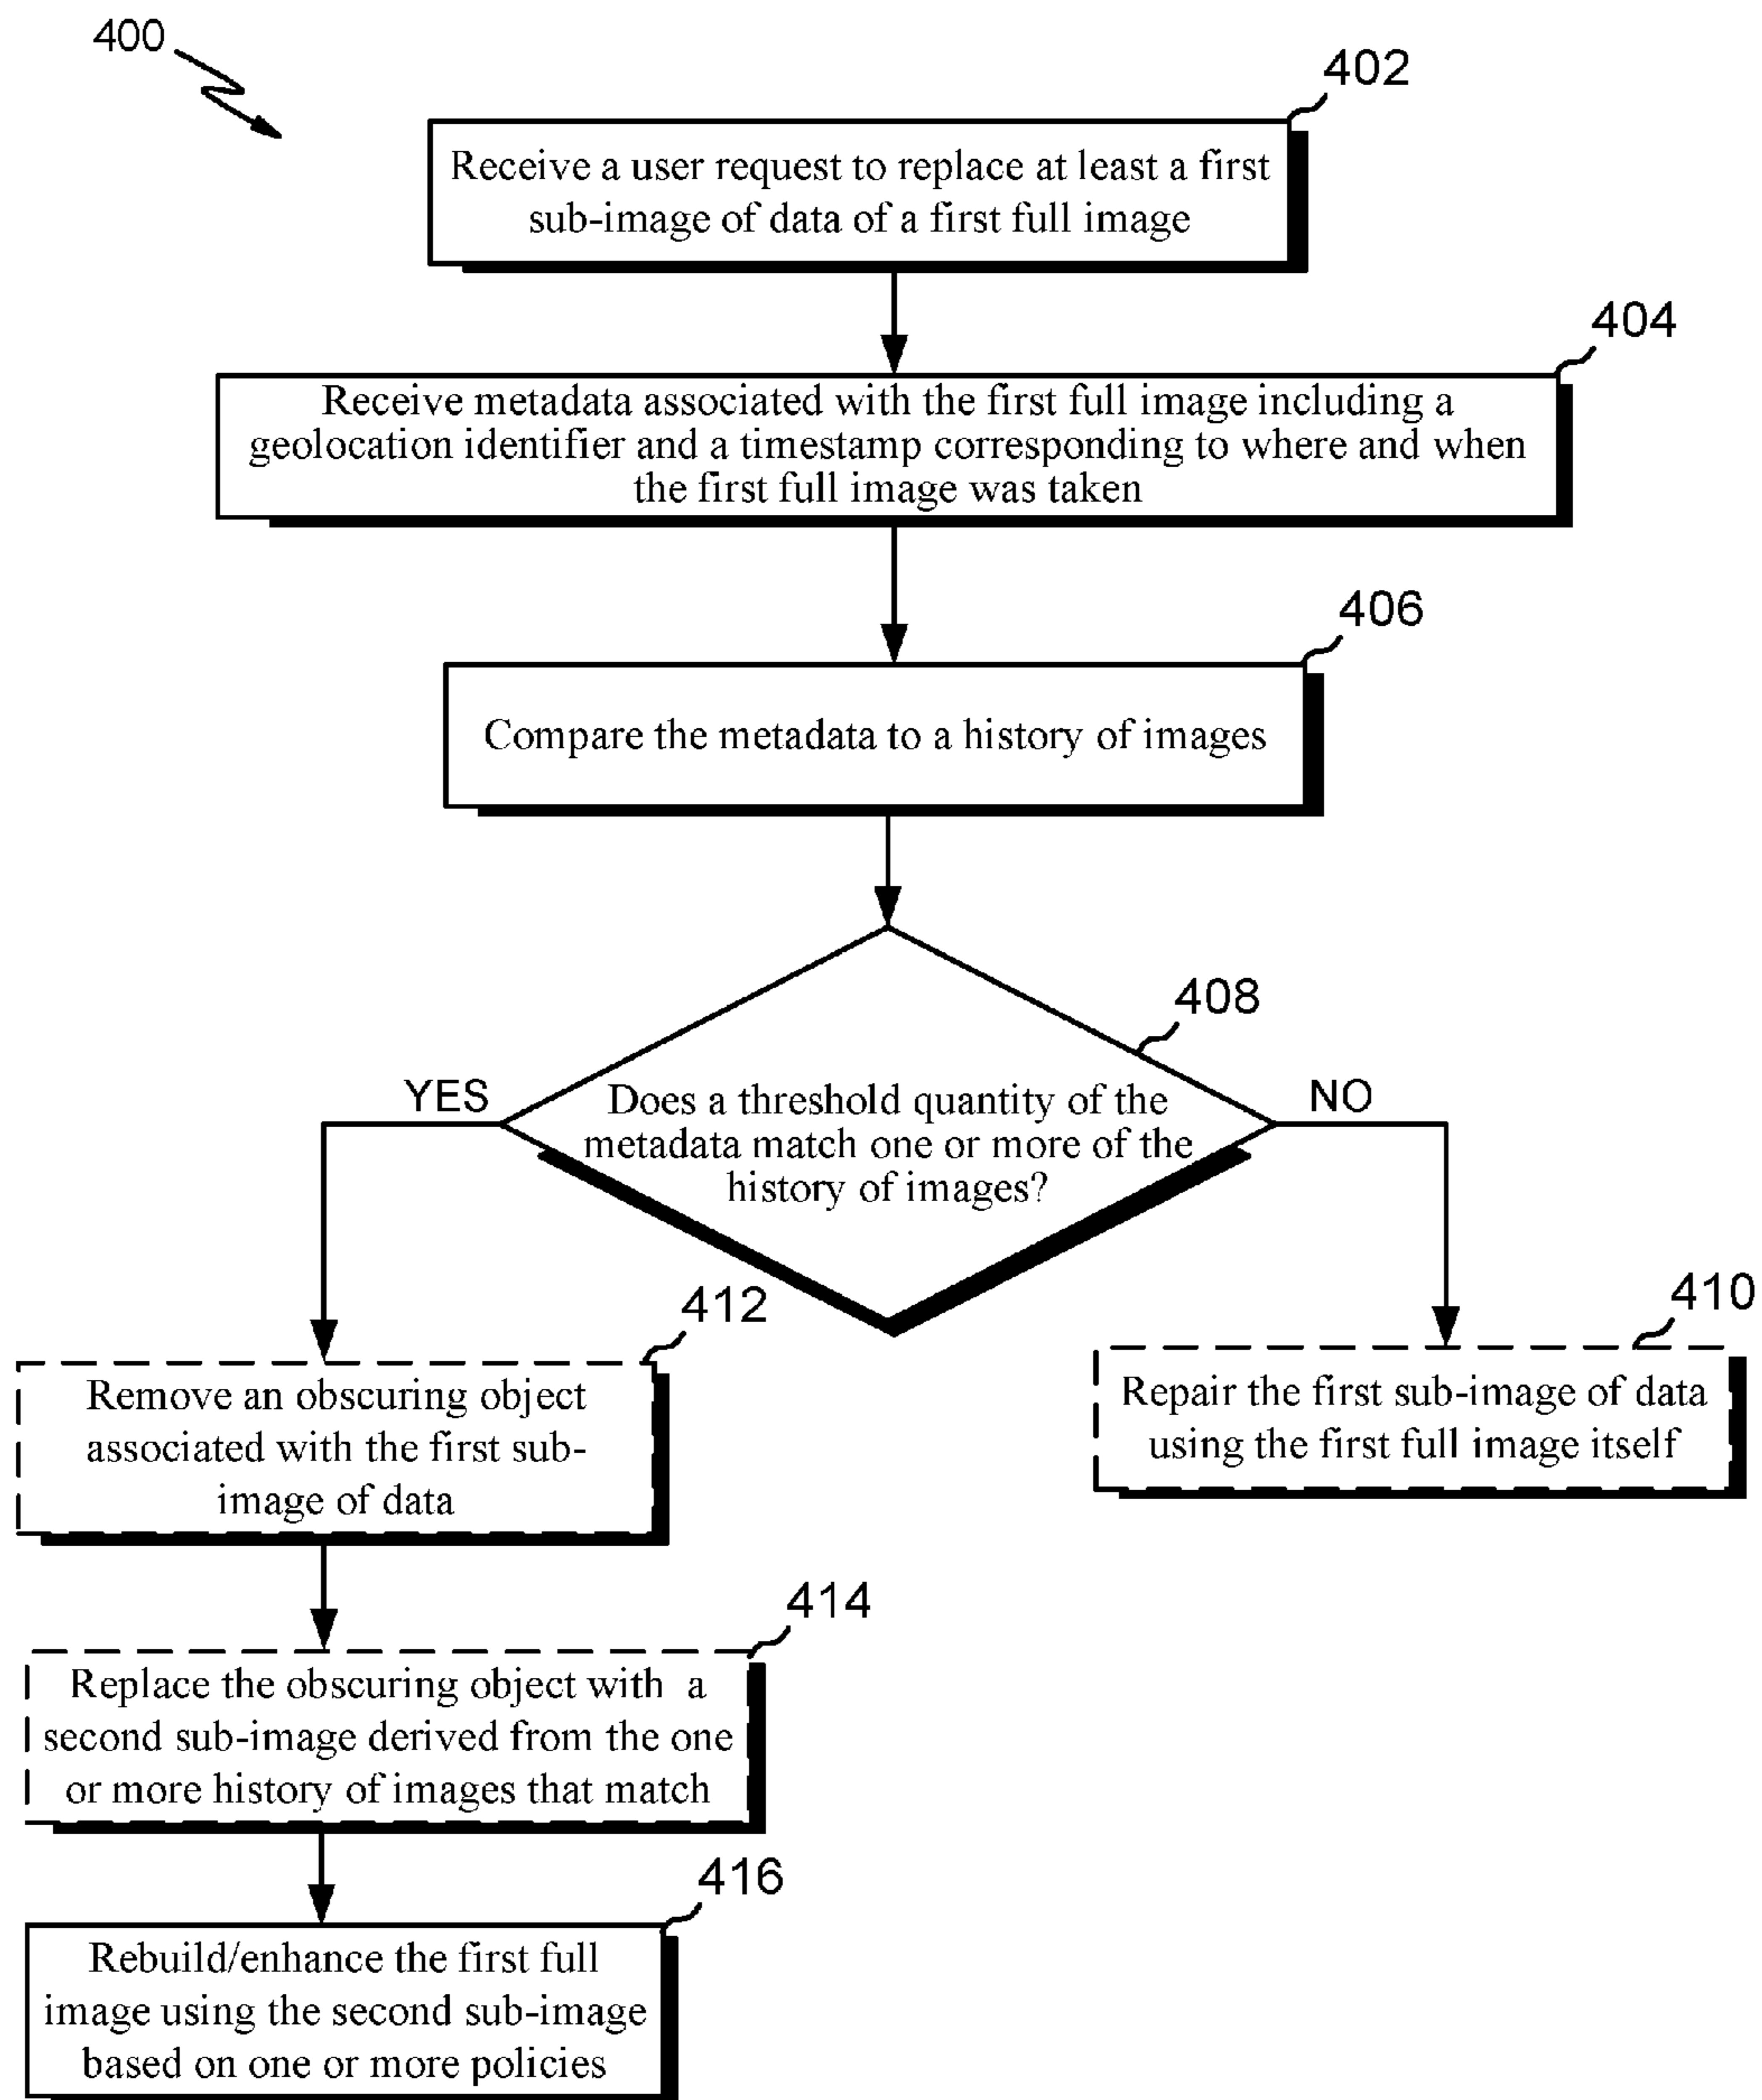 400
402
Receive a user request to replace at least a first
sub-image of data of a first full image
404
Receive metadata associated with the first full image including a
geolocation identifier and a timestamp corresponding to where and when
the first full image was taken
406
Compare the metadata to a history of images
408
YES
NO
Does a threshold quantity of the
metadata match one or more of the
history of images?
412
Remove an obscuring object
associated with the first sub-
image of data
410
Repair the first sub-image of data
using the first full image itself
414
Replace the obscuring object with a
second sub-image derived from the one
or more history of images that match
416
Rebuild/enhance the first full
image using the second sub-image
based on one or more policies